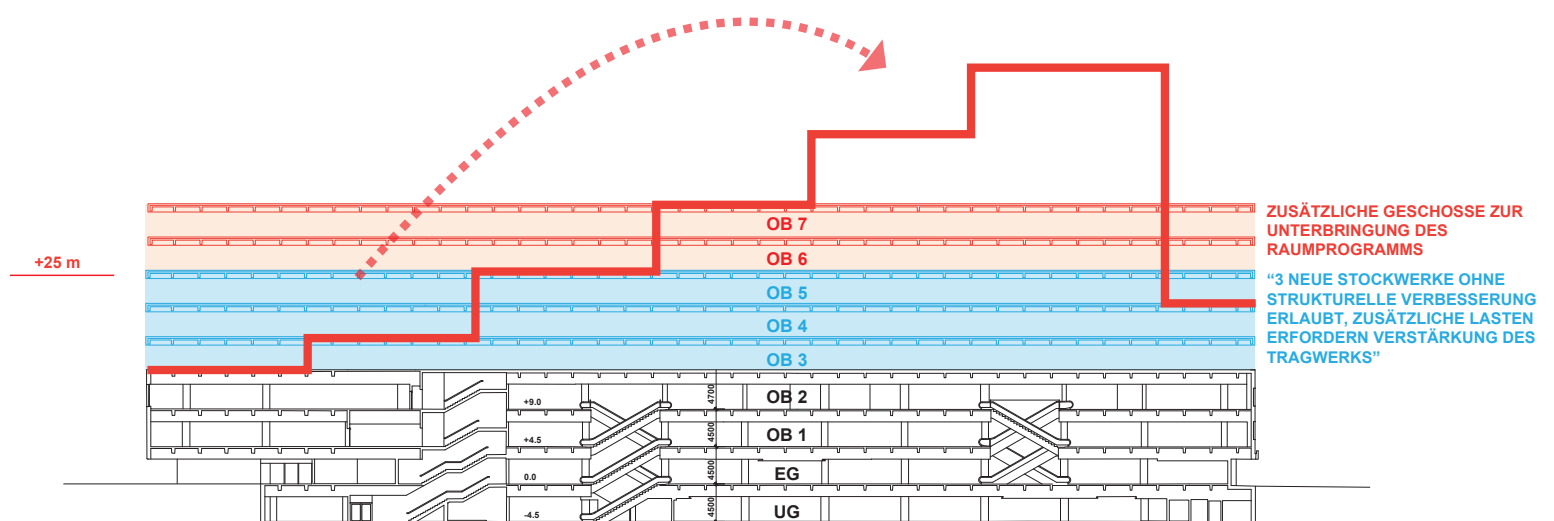 OB 7
OB 6
+25 m
OB 5
OB 4
OB 3
ZUSÄTZLICHE GESCHOSSE ZUR
UNTERBRINGUNG DES
RAUMPROGRAMMS
“3 NEUE STOCKWERKE OHNE
STRUKTURELLE VERBESSERUNG
ERLAUBT, ZUSÄTZLICHE LASTEN
ERFORDERN VERSTÄRKUNG DES
TRAGWERKS”
+9.0
4700
OB 2
+4.5
4500
OB 1
0.0
4500
EG
-4.5
4500
UG